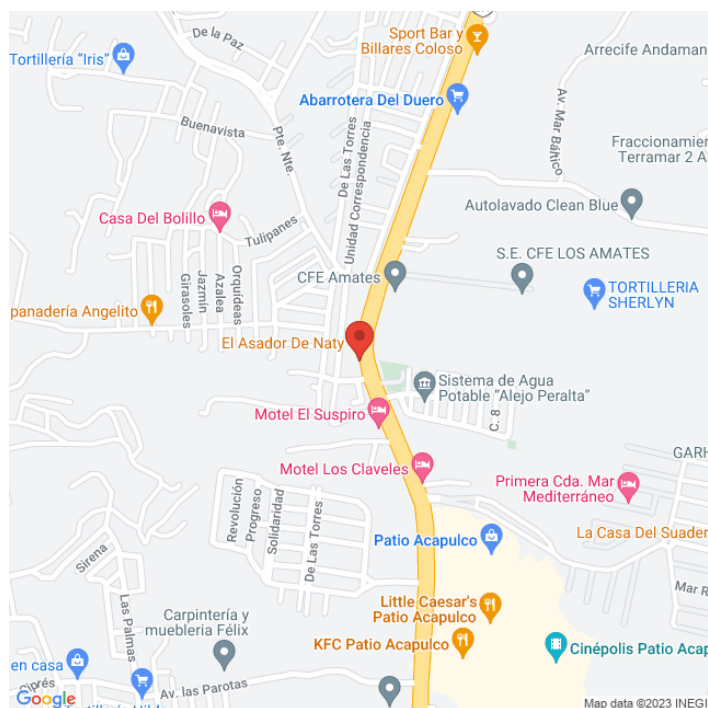 De la Paz
Sport Bar y
Billares Coloso
Tortillería "Iris"
Arrecife Andaman
Abarrotera Del Duero
Av. Mar Báltico
Buenavista
Pte. Nte.
De Las Torres
Unidad Correspondencia
Fraccionamie
Terramar 2 A
Casa Del Bolillo
Tulipanes
Autolavado Clean Blue
Orquídeas
Azalea
Jazmín
Girasoles
CFE Amates
S.E. CFE LOS AMATES
TORTILLERIA
SHERLYN
panadería Angelito
El Asador De Naty
Sistema de Agua
Potable "Alejo Peralta"
C. 8
Motel El Suspiro
Motel Los Claveles
GARH
Primera Cda. Mar
Mediterráneo
Revolución
Progreso
Solidaridad
De Las Torres
La Casa Del Suader
Patio Acapulco
Sirena
Las Palmas
Mar R
Little Caesar's
Patio Acapulco
Carpintería y
muebleria Félix
KFC Patio Acapulco
Cinépolis Patio Acap
en casa
Ciprés
Av. las Parotas
Google
Map data ©2023 INEGI